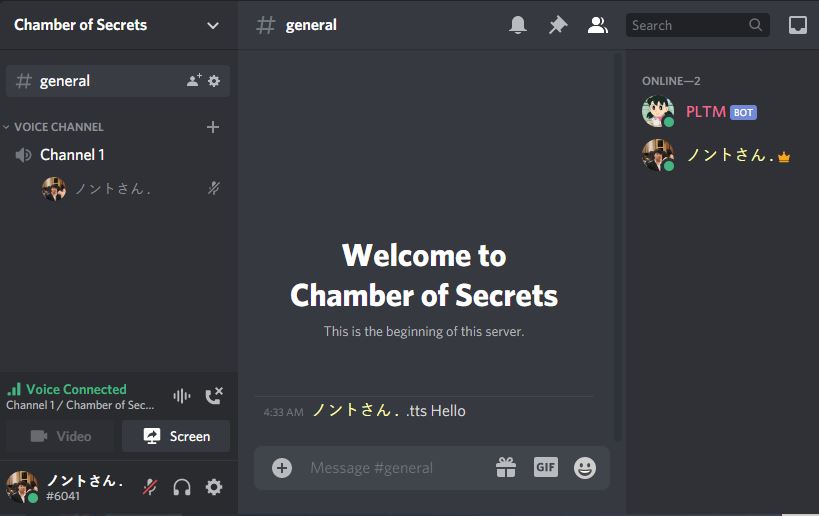 Chamber of Secrets
general
VOICE CHANNEL
Channel 1
ノントさん .
Voice Connected
Channel 1 / Chamber of Sec...
Video
Screen
ノントさん .
#6041
# general
Search
Welcome to
Chamber of Secrets
This is the beginning of this server.
4:33 AM ノントさん . .tts Hello
Message #general
GIF
ONLINE—2
PLTM BOT
ノントさん .